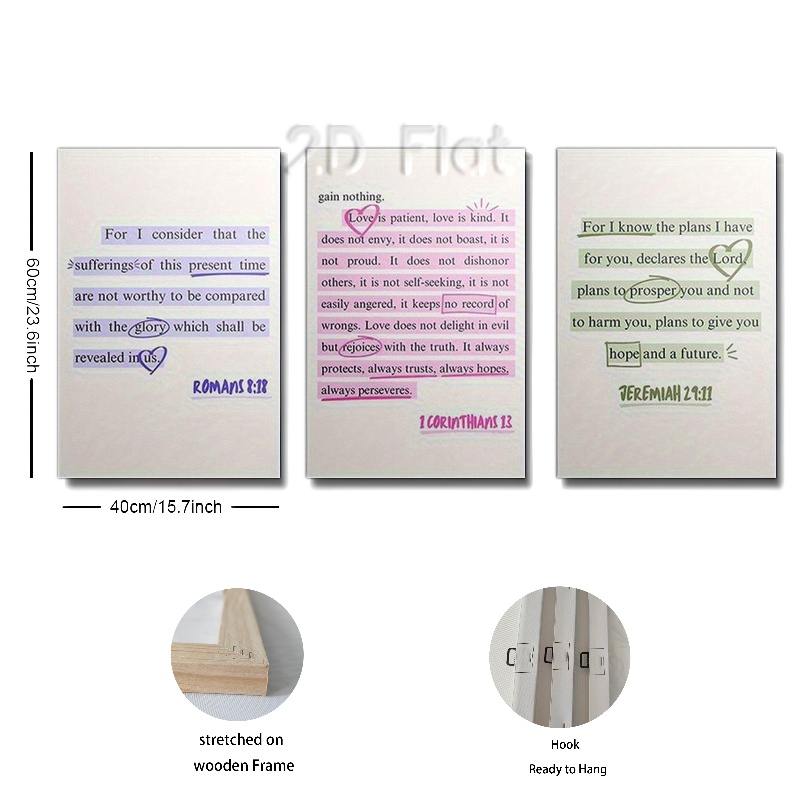 2D Flat
60cm/23.6inch
For I consider that the
sufferings of this present time
are not worthy to be compared
with the glory which shall be
revealed in us.
ROMANS 8:18
gain nothing.
Love is patient, love is kind. It
does not envy, it does not boast, it is
not proud. It does not dishonor
others, it is not self-seeking, it is not
easily angered, it keeps no record of
wrongs. Love does not delight in evil
but rejoices with the truth. It always
protects, always trusts, always hopes,
always perseveres.
1 CORINTHIANS 13
For I know the plans I have
for you, declares the Lord,
plans to prosper you and not
to harm you, plans to give you
hope and a future.
JEREMIAH 29:11
40cm/15.7inch
stretched on
wooden Frame
Hook
Ready to Hang